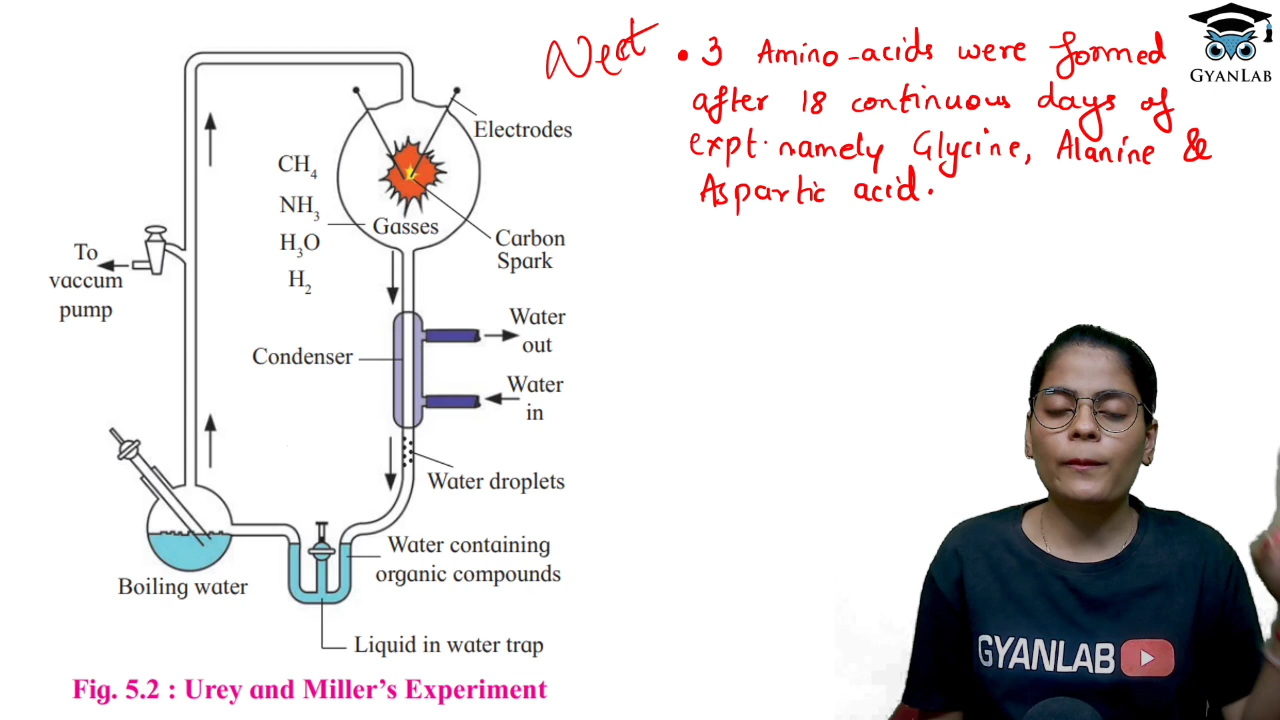 Neet • 3 Amino-acids were formed
after 18 continuous days of
expt. namely Glycine, Alanine &
Aspartic acid.
GYANLAB
Electrodes
CH₄
NH₃
H₃O
H₂
Gasses
Carbon
Spark
To
vaccum
pump
Water
out
Condenser
Water
in
Water droplets
Water containing
organic compounds
Boiling water
Liquid in water trap
Fig. 5.2 : Urey and Miller's Experiment
GYANLAB